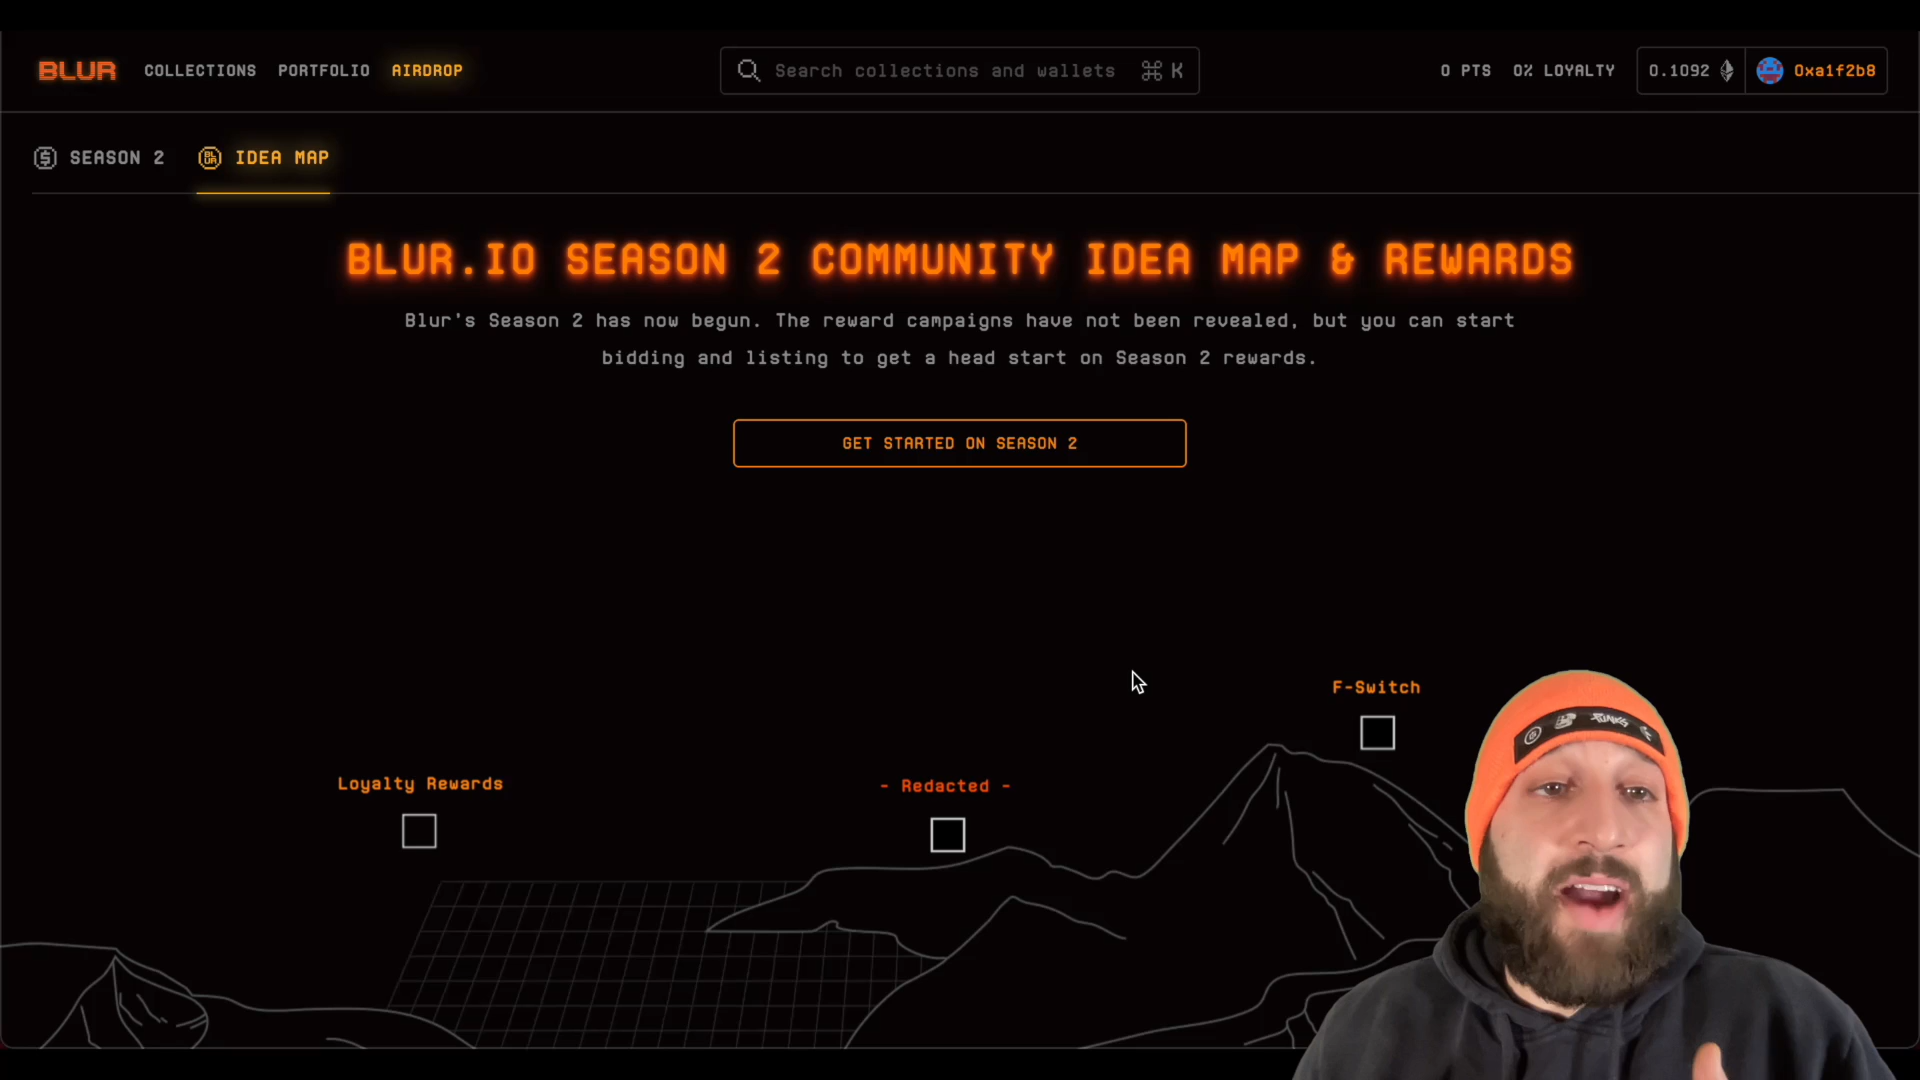 BLUR
COLLECTIONS
PORTFOLIO
AIRDROP
Search collections and wallets
⌘ K
0 PTS
0% LOYALTY
0.1092
0xa1f2b8
SEASON 2
IDEA MAP
BLUR.IO SEASON 2 COMMUNITY IDEA MAP & REWARDS
Blur's Season 2 has now begun. The reward campaigns have not been revealed, but you can start
bidding and listing to get a head start on Season 2 rewards.
GET STARTED ON SEASON 2
F-Switch
Loyalty Rewards
- Redacted -